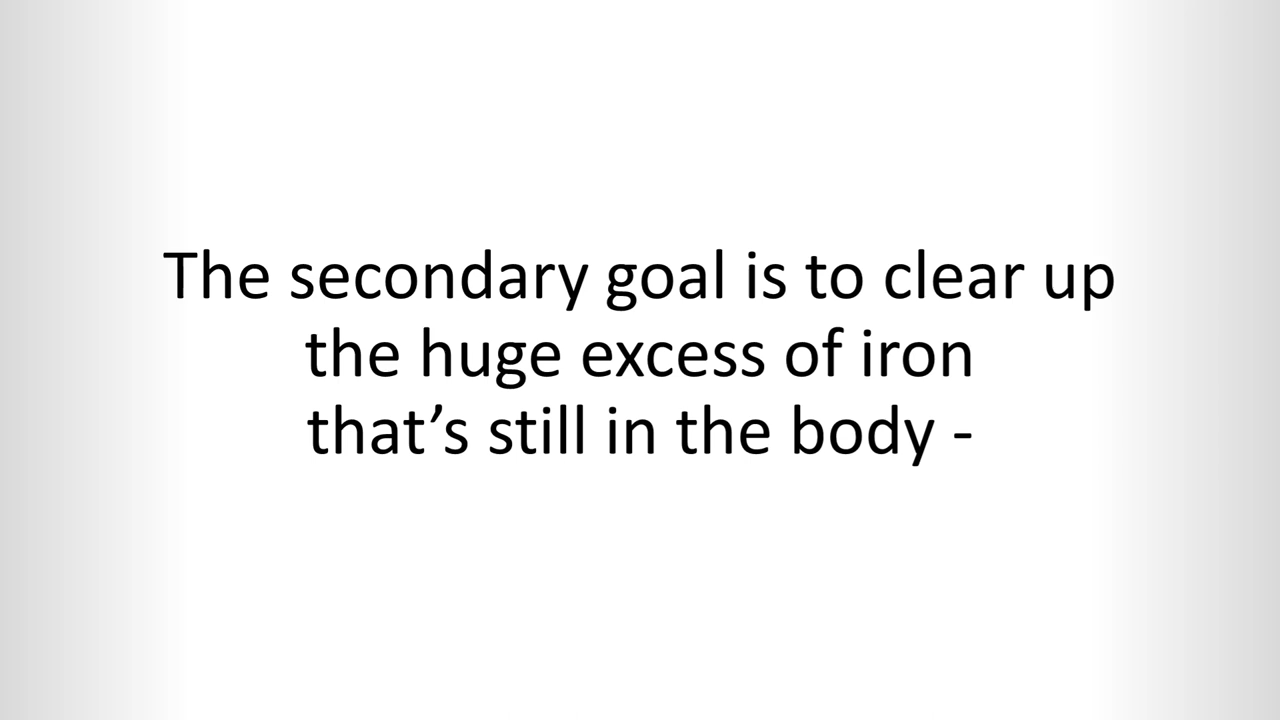 The secondary goal is to clear up
the huge excess of iron
that’s still in the body -